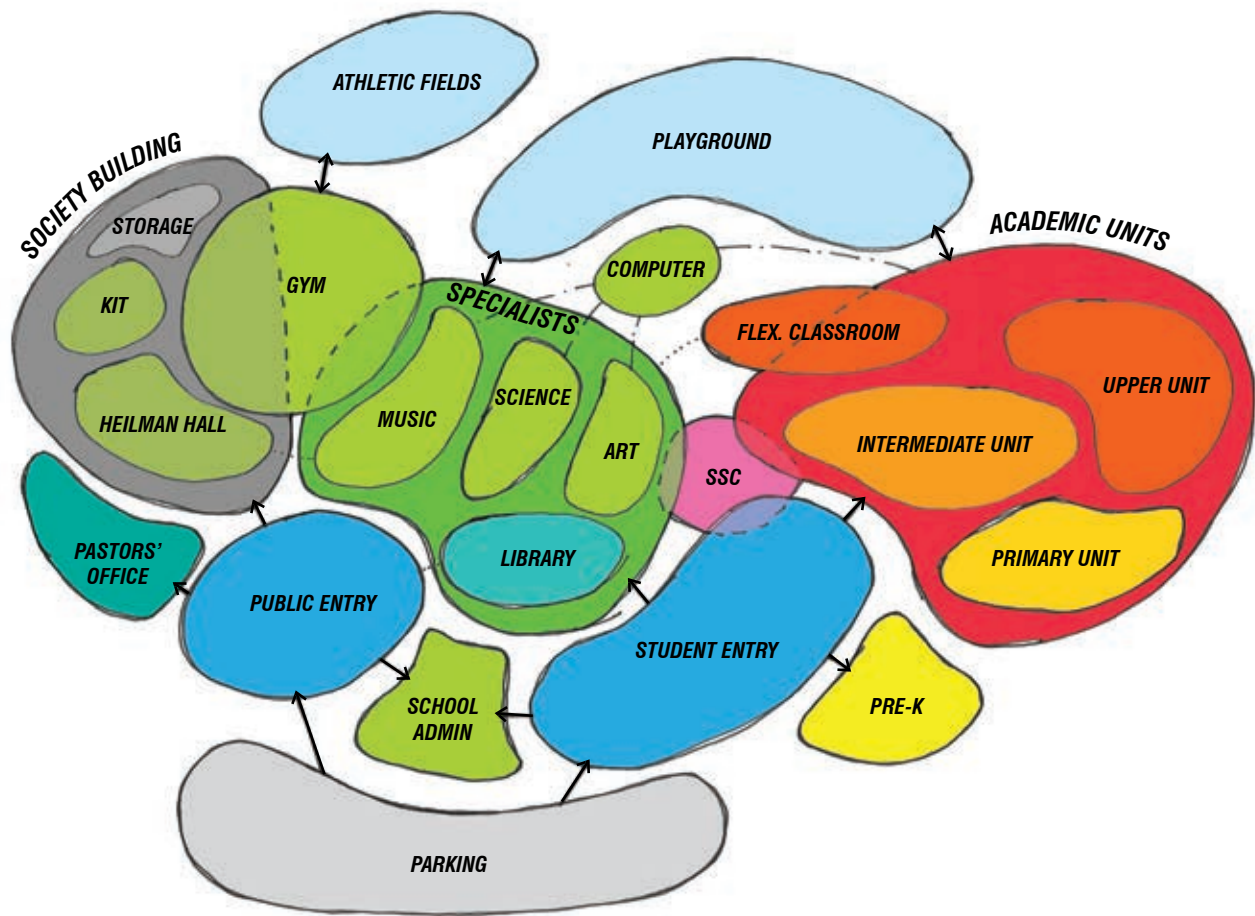 ATHLETIC FIELDS
PLAYGROUND
SOCIETY BUILDING
STORAGE
ACADEMIC UNITS
COMPUTER
GYM
KIT
SPECIALISTS
FLEX. CLASSROOM
UPPER UNIT
SCIENCE
MUSIC
HEILMAN HALL
INTERMEDIATE UNIT
ART
SSC
PASTORS’
OFFICE
LIBRARY
PRIMARY UNIT
PUBLIC ENTRY
STUDENT ENTRY
SCHOOL
ADMIN
PRE-K
PARKING